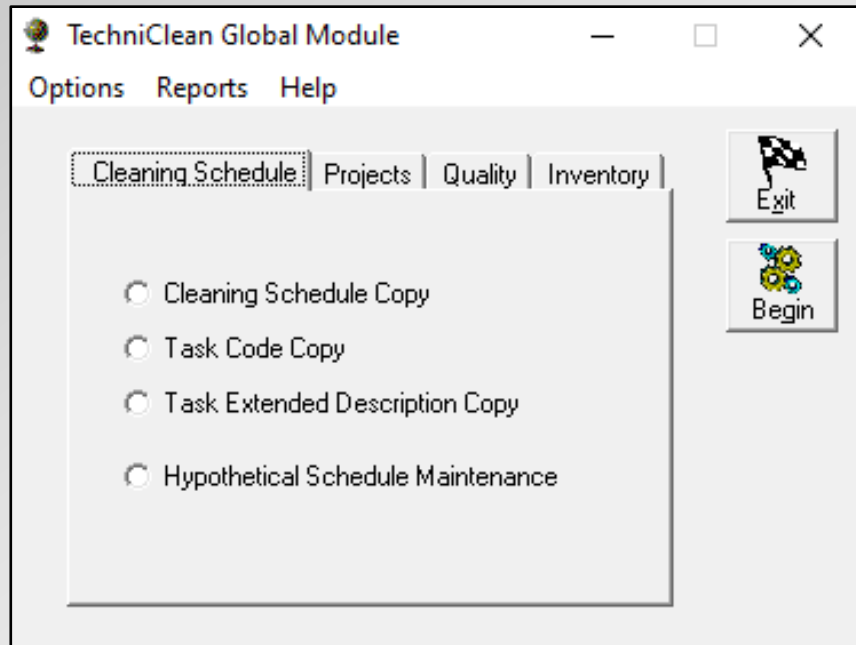 TechniClean Global Module
Options Reports Help
Cleaning Schedule Projects Quality Inventory
Exit
Begin
Cleaning Schedule Copy
Task Code Copy
Task Extended Description Copy
Hypothetical Schedule Maintenance